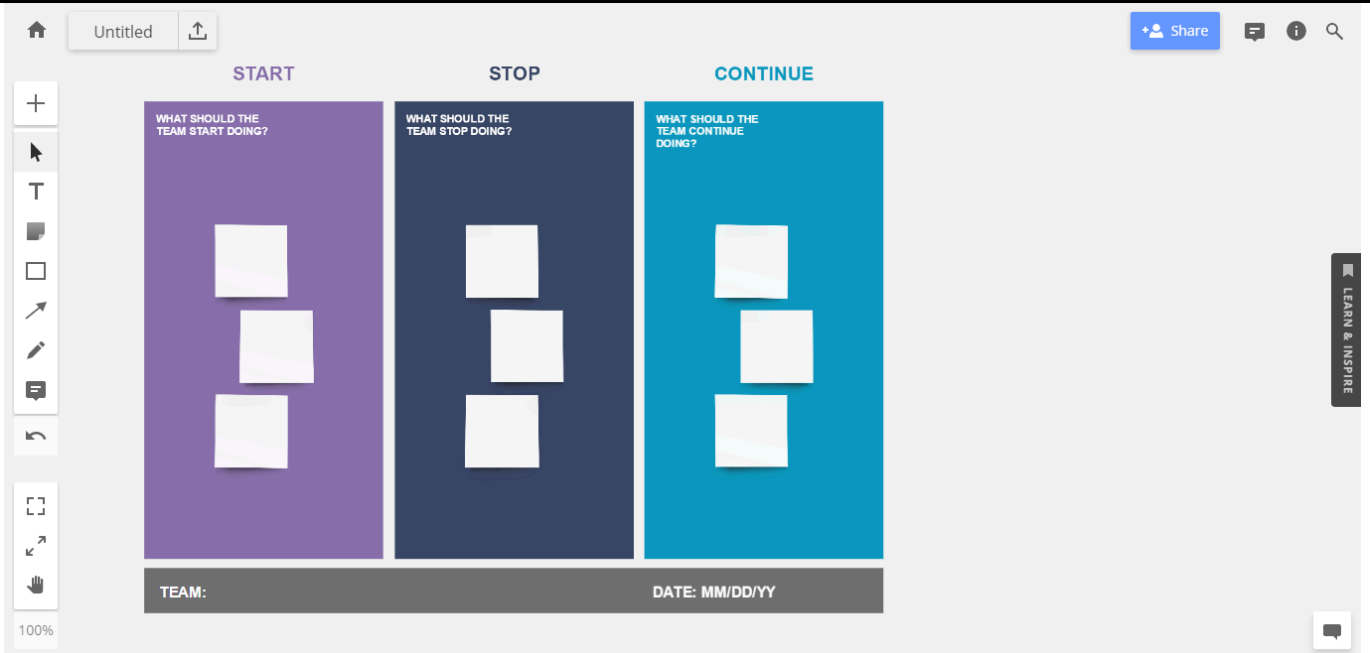 Untitled
Share
START
STOP
CONTINUE
WHAT SHOULD THE
TEAM START DOING?
WHAT SHOULD THE
TEAM STOP DOING?
WHAT SHOULD THE
TEAM CONTINUE
DOING?
T
LEARN & INSPIRE
TEAM:
DATE: MM/DD/YY
100%